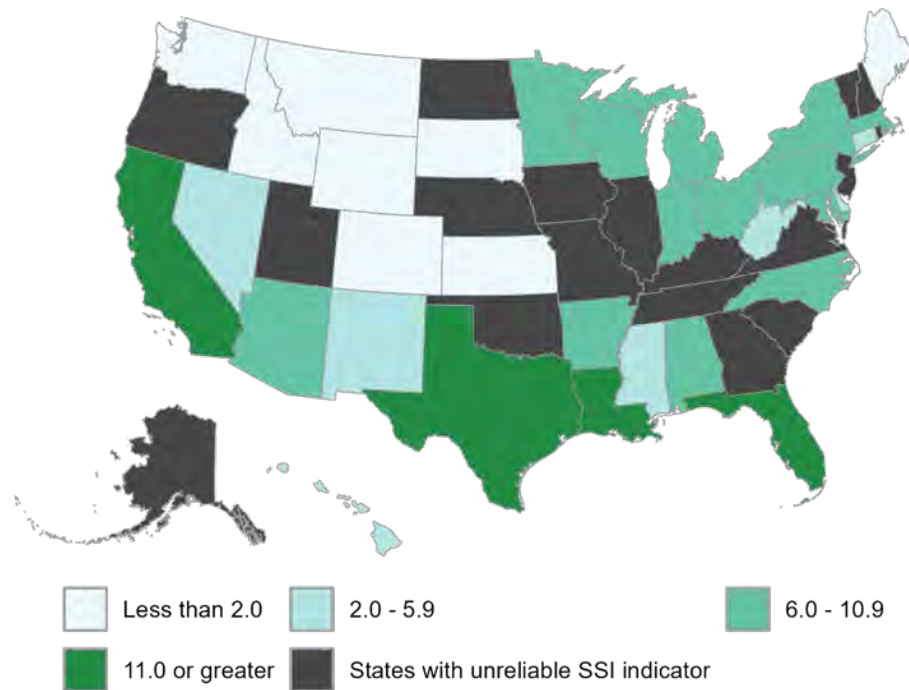 Less than 2.0
2.0 - 5.9
6.0 - 10.9
11.0 or greater
States with unreliable SSI indicator